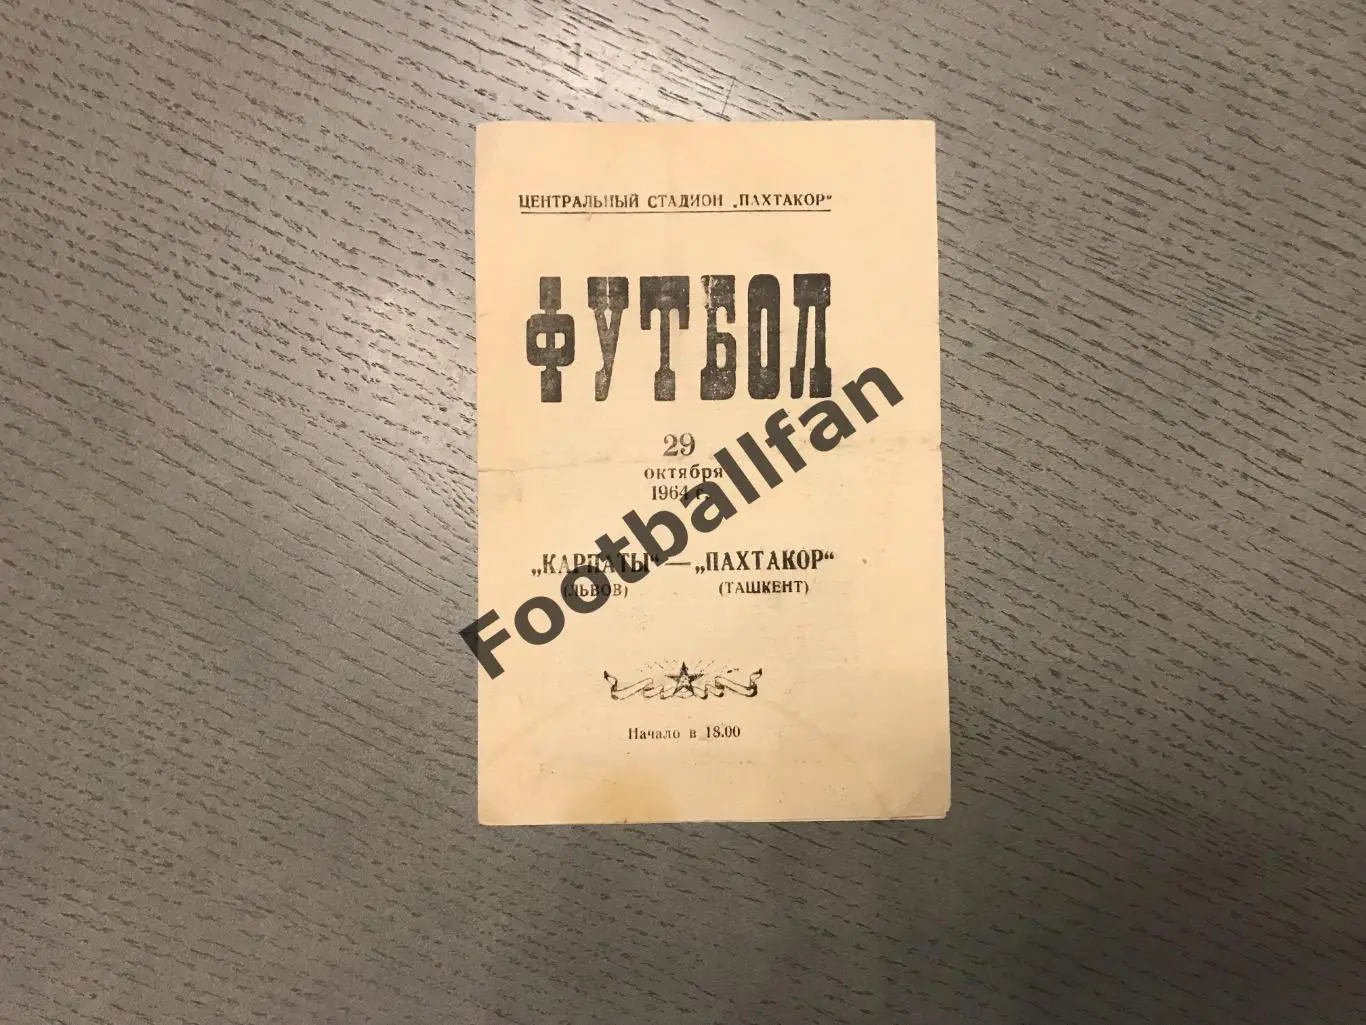 ЦЕНТРАЛЬНЫЙ СТАДИОН „ПАХТАКОР"
ФУТБОЛ
29
октября
1964 г.
„КАРПАТЫ" — „ПАХТАКОР"
(ЛЬВОВ) (ТАШКЕНТ)
Начало в 18.00
Footballfan